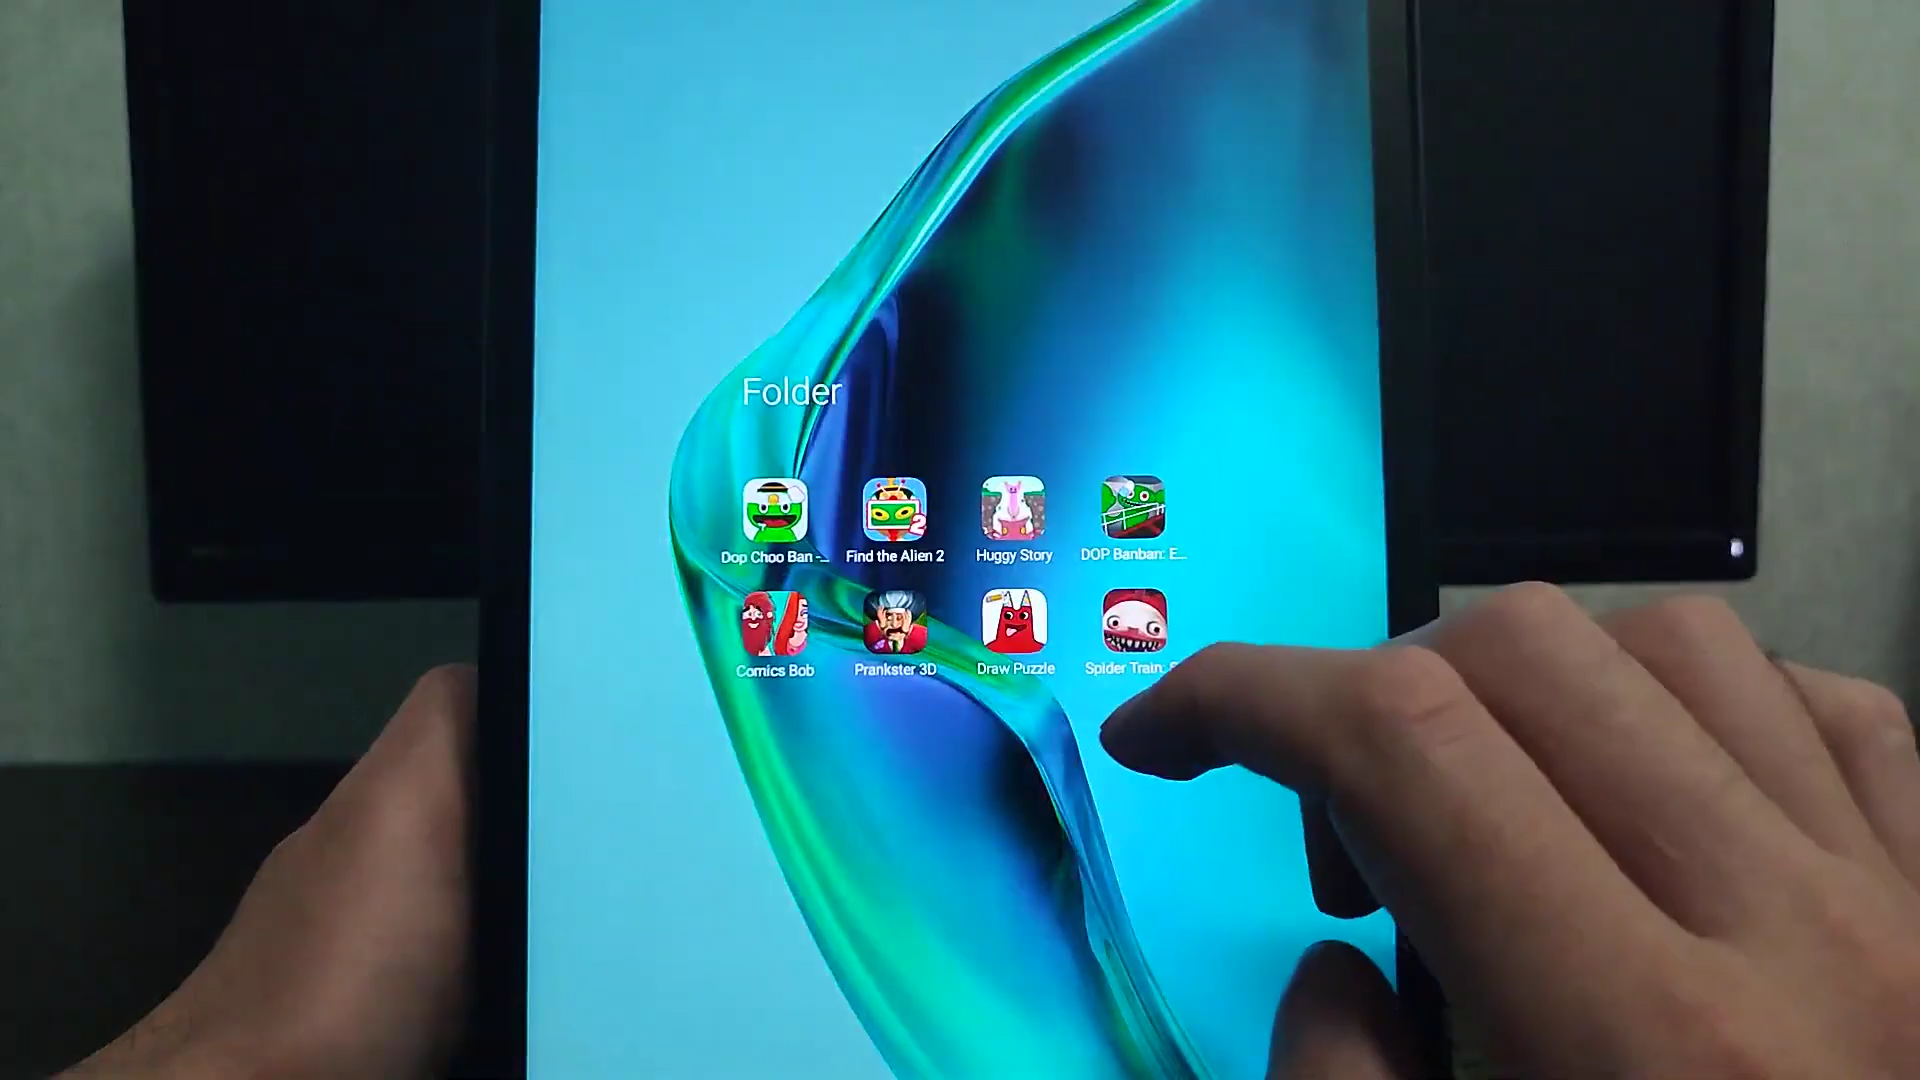 Folder
Dop Choo Ban -...
Find the Alien 2
Huggy Story
DOP Banban: E...
2
Comics Bob
Prankster 3D
Draw Puzzle
Spider Train: